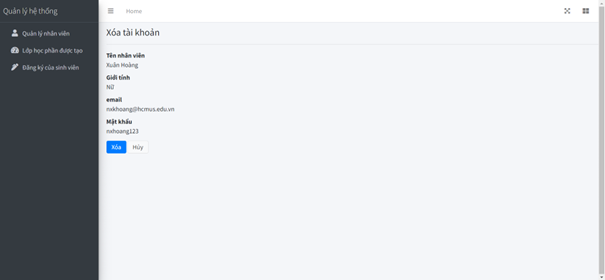 Quản lý hệ thống
Home
Quản lý nhân viên
Lớp học phần được tạo
Đăng ký của sinh viên
Xóa tài khoản
Tên nhân viên
Xuân Hoàng
Giới tính
Nữ
email
nxkhoang@hcmus.edu.vn
Mật khẩu
nxhoang123
Xóa
Hủy